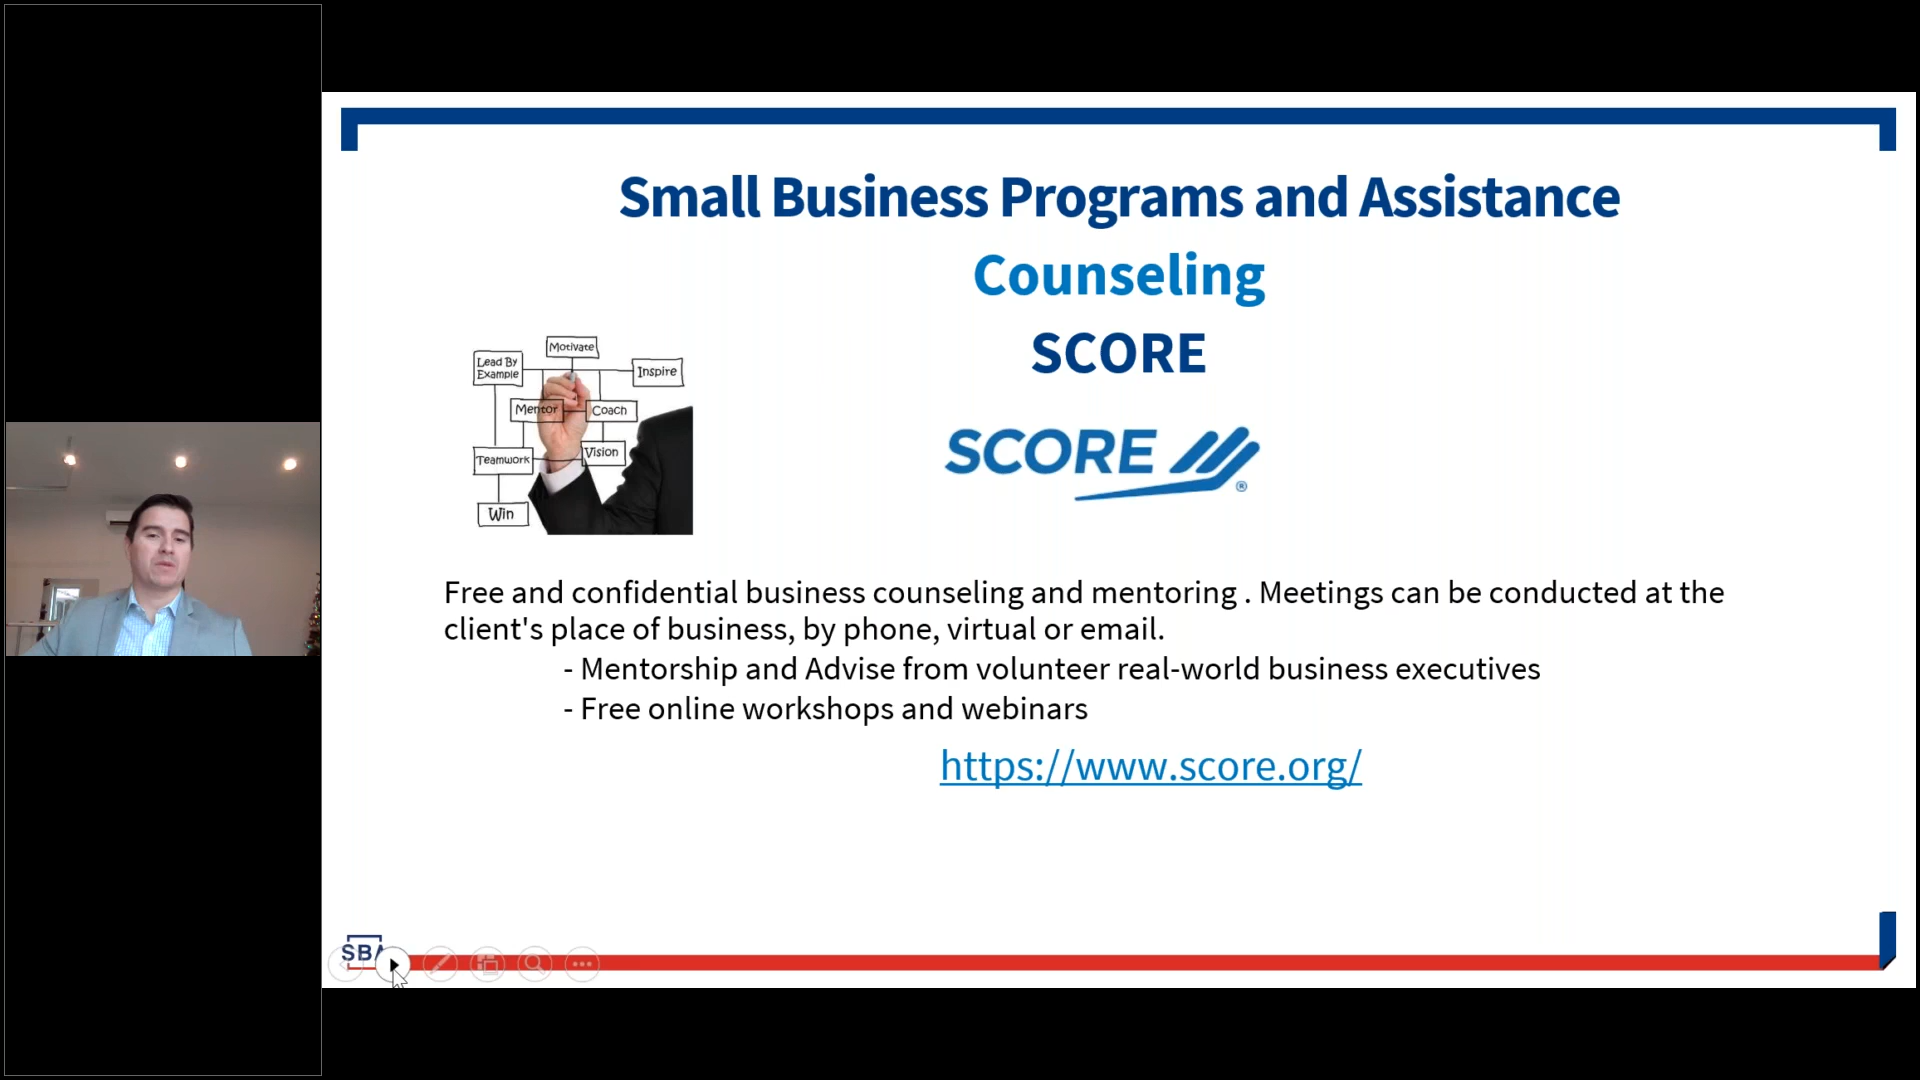 Small Business Programs and Assistance
Counseling
SCORE
Motivate
Lead By
Example
Inspire
Mentor
Coach
Teamwork
Vision
Win
SCORE
®
Free and confidential business counseling and mentoring . Meetings can be conducted at the
client's place of business, by phone, virtual or email.
- Mentorship and Advise from volunteer real-world business executives
- Free online workshops and webinars
https://www.score.org/
SBA